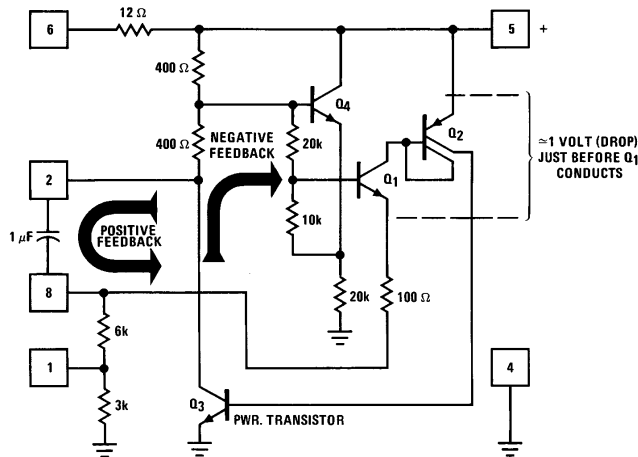 6
12 Ω
5
+
400 Ω
Q4
400 Ω
NEGATIVE
FEEDBACK
20k
Q2
≃1 VOLT (DROP)
JUST BEFORE Q1
CONDUCTS
2
Q1
1 μF
POSITIVE
FEEDBACK
10k
8
20k
100 Ω
6k
1
4
3k
Q3
PWR. TRANSISTOR